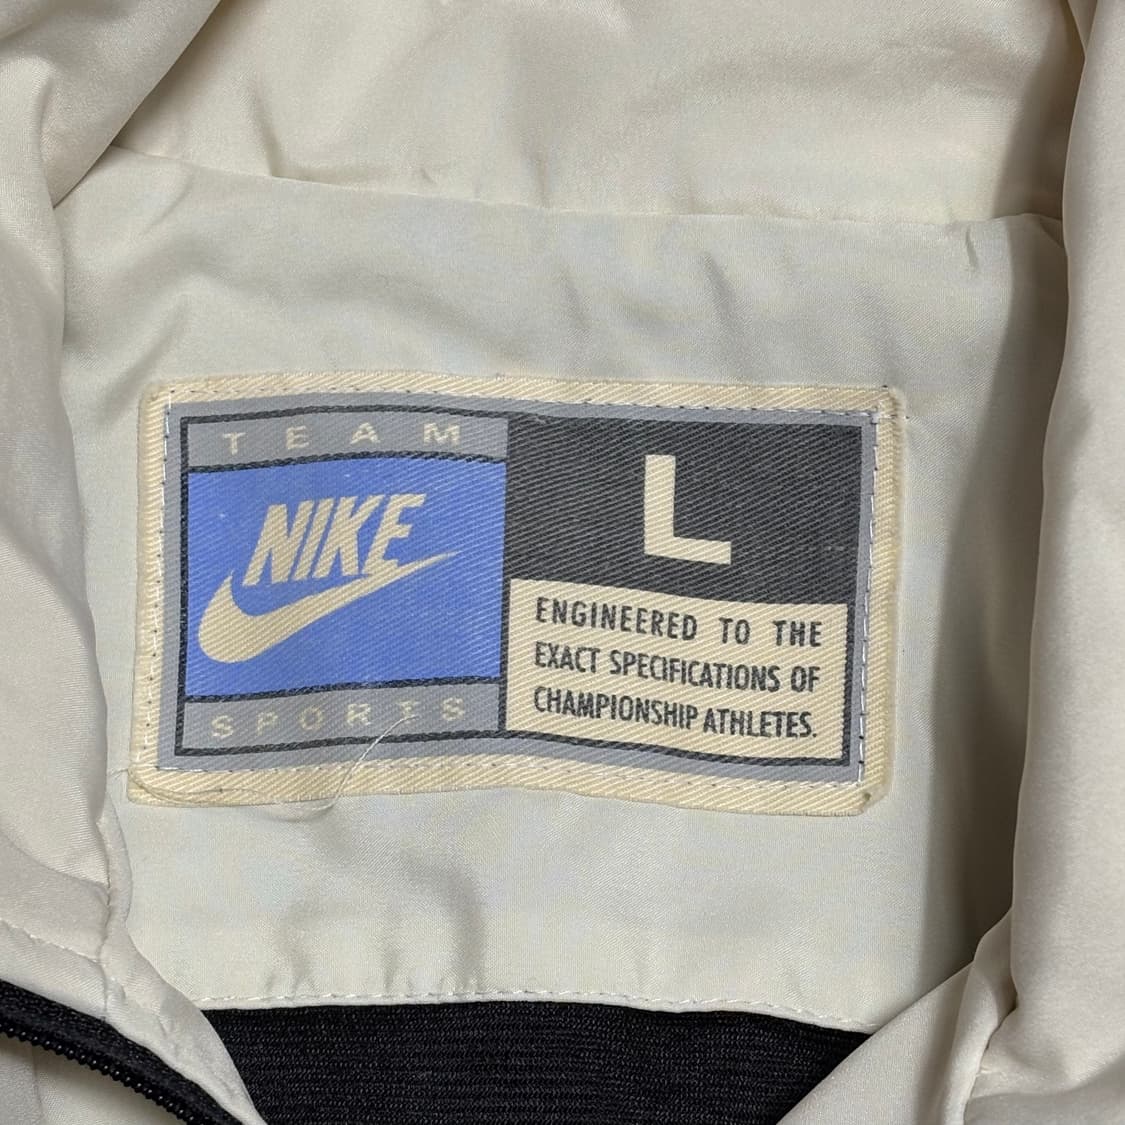 TEAM
NIKE
SPORTS
L
ENGINEERED TO THE
EXACT SPECIFICATIONS OF
CHAMPIONSHIP ATHLETES.